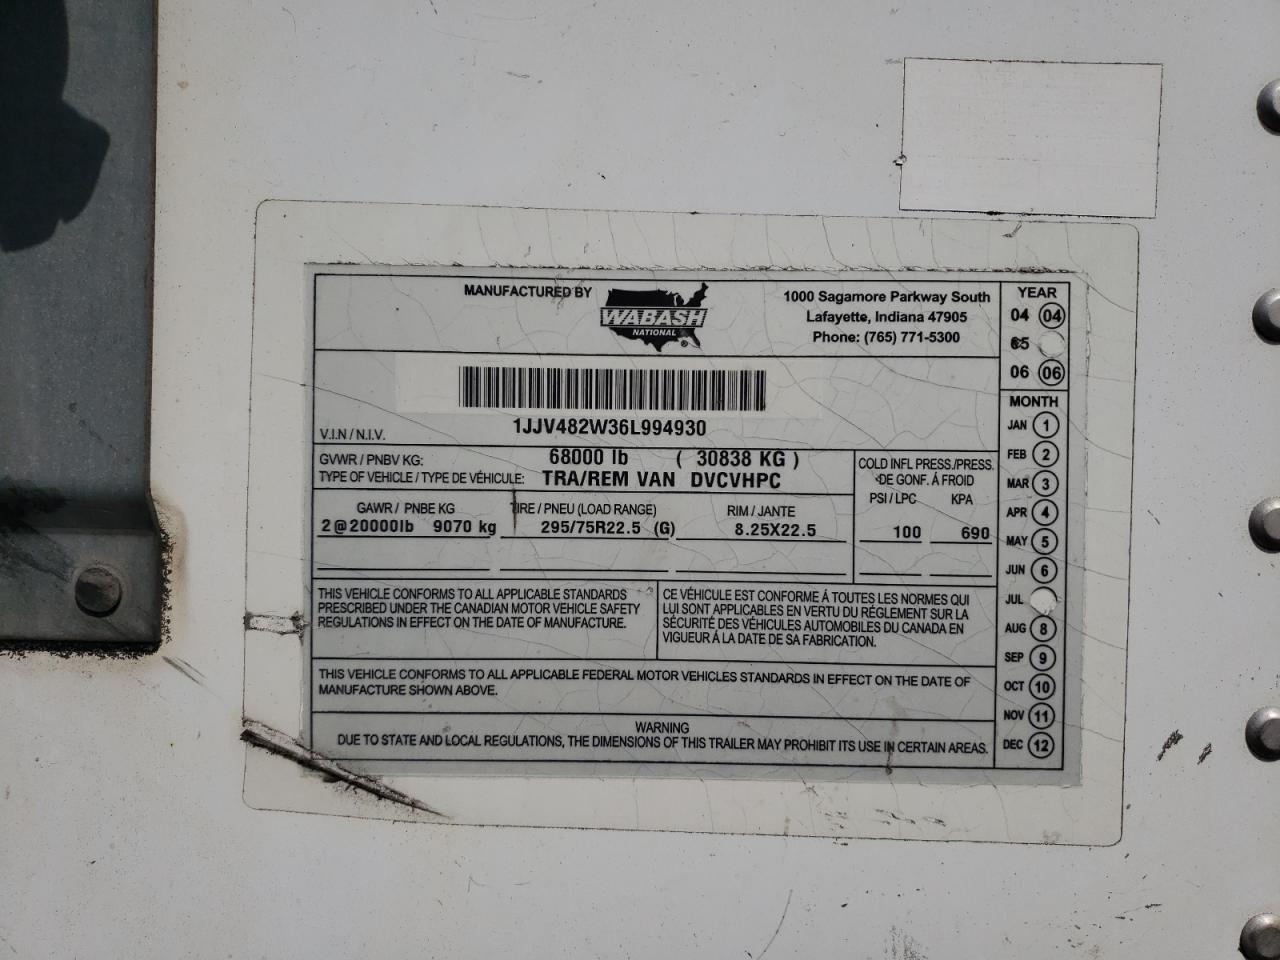 MANUFACTURED BY
WABASH
NATIONAL ®
1000 Sagamore Parkway South
Lafayette, Indiana 47905
Phone: (765) 771-5300
YEAR
04 04
05
06 06
MONTH
JAN 1
FEB 2
MAR 3
APR 4
MAY 5
JUN 6
JUL
AUG 8
SEP 9
OCT 10
NOV 11
DEC 12
1JJV482W36L994930
V.I.N / N.I.V.
GVWR / PNBV KG: 68000 lb ( 30838 KG )
TYPE OF VEHICLE / TYPE DE VÉHICULE: TRA/REM VAN DVCVHPC
COLD INFL PRESS./PRESS.
DE GONF. Á FROID
PSI / LPC KPA
100 690
GAWR / PNBE KG TIRE / PNEU (LOAD RANGE) RIM / JANTE
2@20000lb 9070 kg 295/75R22.5 (G) 8.25X22.5
THIS VEHICLE CONFORMS TO ALL APPLICABLE STANDARDS
PRESCRIBED UNDER THE CANADIAN MOTOR VEHICLE SAFETY
REGULATIONS IN EFFECT ON THE DATE OF MANUFACTURE.
CE VÉHICULE EST CONFORME Á TOUTES LES NORMES QUI
LUI SONT APPLICABLES EN VERTU DU RÉGLEMENT SUR LA
SÉCURITÉ DES VÉHICULES AUTOMOBILES DU CANADA EN
VIGUEUR Á LA DATE DE SA FABRICATION.
THIS VEHICLE CONFORMS TO ALL APPLICABLE FEDERAL MOTOR VEHICLES STANDARDS IN EFFECT ON THE DATE OF
MANUFACTURE SHOWN ABOVE.
WARNING
DUE TO STATE AND LOCAL REGULATIONS, THE DIMENSIONS OF THIS TRAILER MAY PROHIBIT ITS USE IN CERTAIN AREAS.